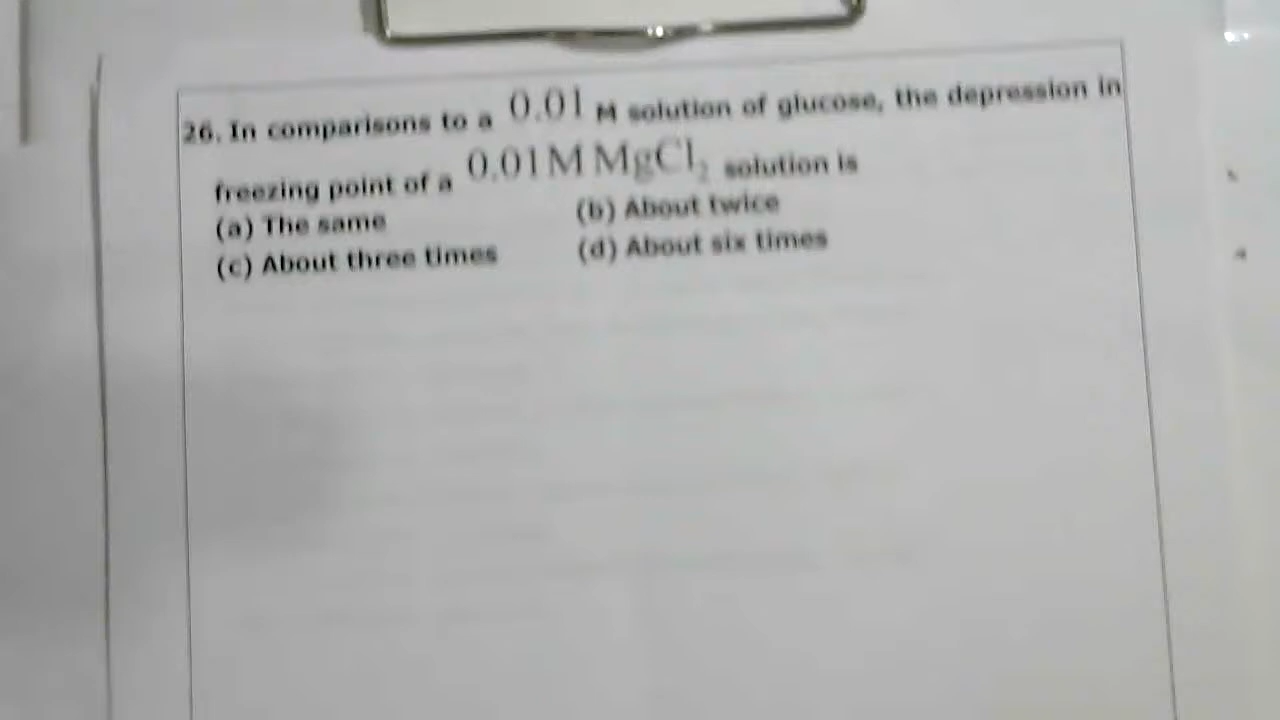 26. In comparisons to a 0.01 M solution of glucose, the depression in
freezing point of a 0.01M MgCl₂ solution is
(a) The same (b) About twice
(c) About three times (d) About six times